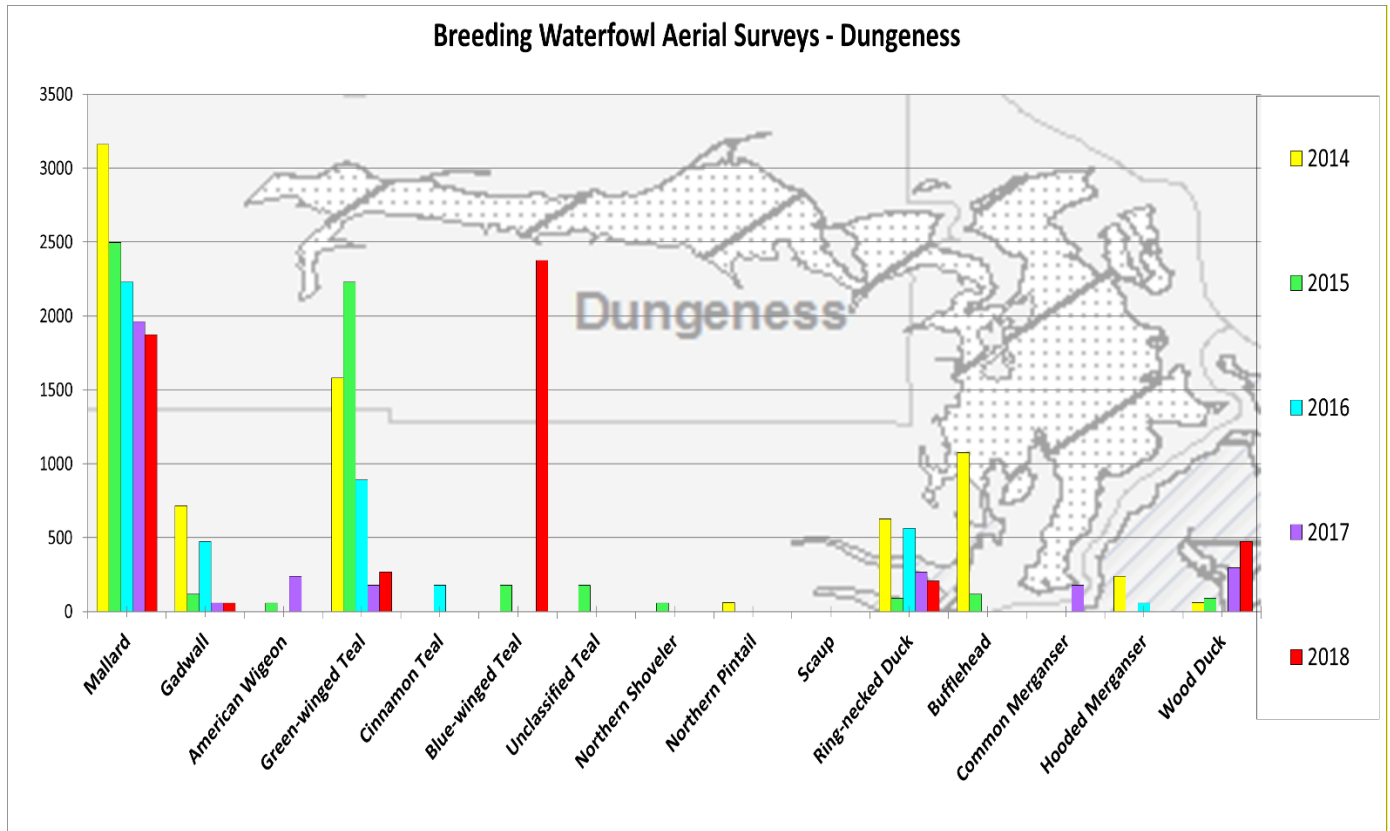 Breeding Waterfowl Aerial Surveys - Dungeness
3500
3000
2500
2000
1500
1000
500
0
Dungeness
Mallard
Gadwall
American Wigeon
Green-winged Teal
Cinnamon Teal
Blue-winged Teal
Unclassified Teal
Northern Shoveler
Northern Pintail
Scaup
Ring-necked Duck
Bufflehead
Common Merganser
Hooded Merganser
Wood Duck
2014
2015
2016
2017
2018